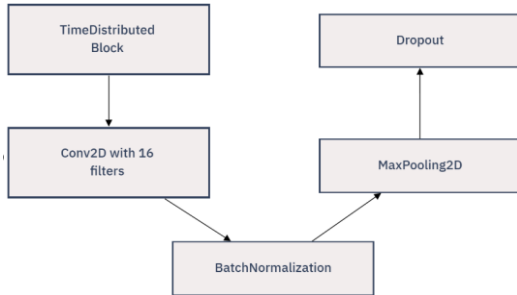 TimeDistributed
Block
Conv2D with 16
filters
BatchNormalization
MaxPooling2D
Dropout